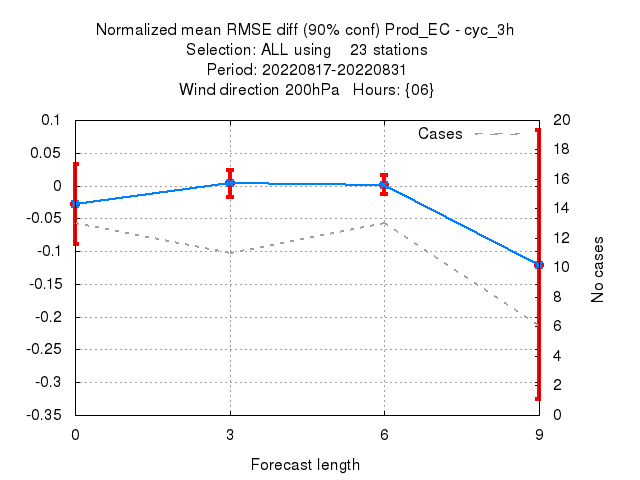 Normalized mean RMSE diff (90% conf) Prod_EC - cyc_3h
Selection: ALL using    23 stations
Period: 20220817-20220831
Wind direction 200hPa   Hours: {06}
Cases
0.1
0.05
0
-0.05
-0.1
-0.15
-0.2
-0.25
-0.3
-0.35
20
18
16
14
12
10
8
6
4
2
0
No cases
0 3 6 9
Forecast length